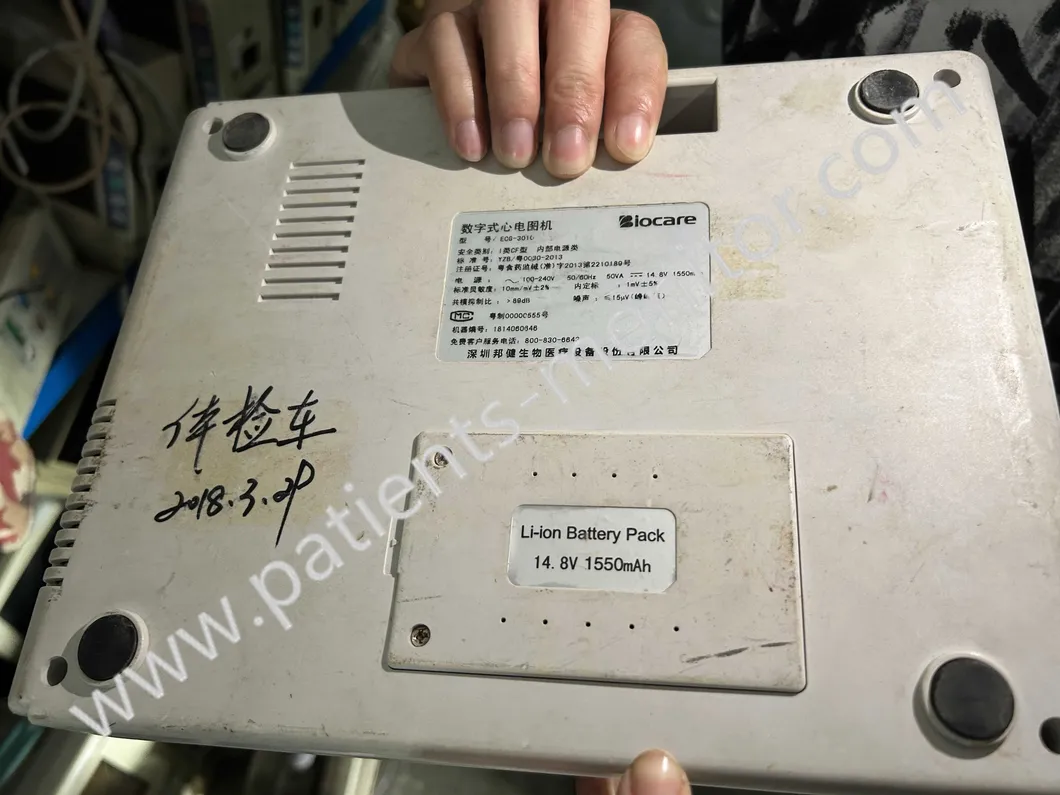 数字式心电图机
Biocare
型 号: ECG-3010
安全类别: I类CF型 内部电源类
标 准 号: YZB/粤0030-2013
注册证号: 粤食药监械(准)字2013第2210189号
电 源: 100-240V 50/60Hz 50VA 14.8V 1550m
标准灵敏度: 10mm/mV±2% 内定标 : 1mV±5%
共模抑制比: >89dB 噪声: ≤15μV
MC 粤制00000555号
机器编号: 1814060646
免费客户服务电话: 800-830-6642
深圳邦健生物医疗设备股份有限公司
体检车
2018.3.29
Li-ion Battery Pack
14.8V 1550mAh
www.patients-monitor.com